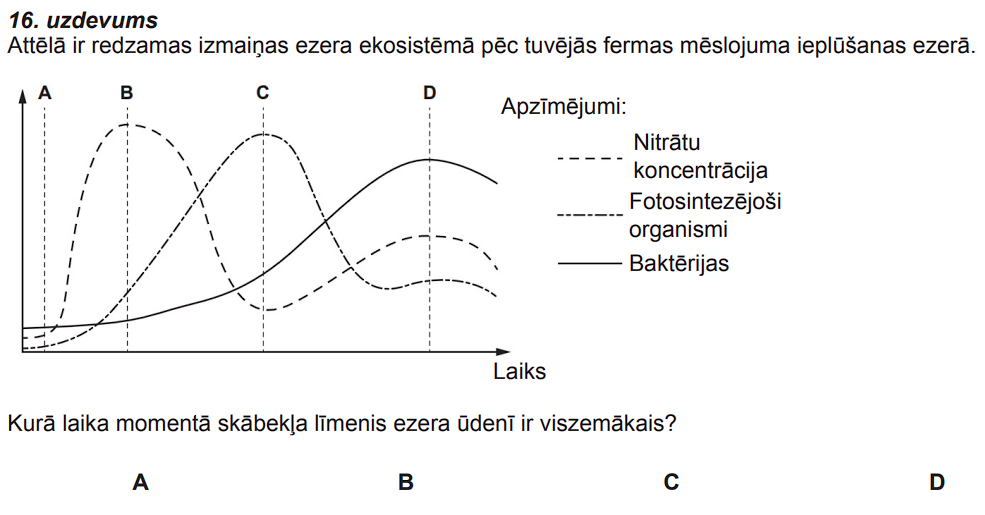 16. uzdevums
Attēlā ir redzamas izmaiņas ezera ekosistēmā pēc tuvējās fermas mēslojuma ieplūšanas ezerā.
A B C D
Apzīmējumi:
Nitrātu
koncentrācija
Fotosintezējoši
organismi
Baktērijas
Laiks
Kurā laika momentā skābekļa līmenis ezera ūdenī ir viszemākais?
A B C D